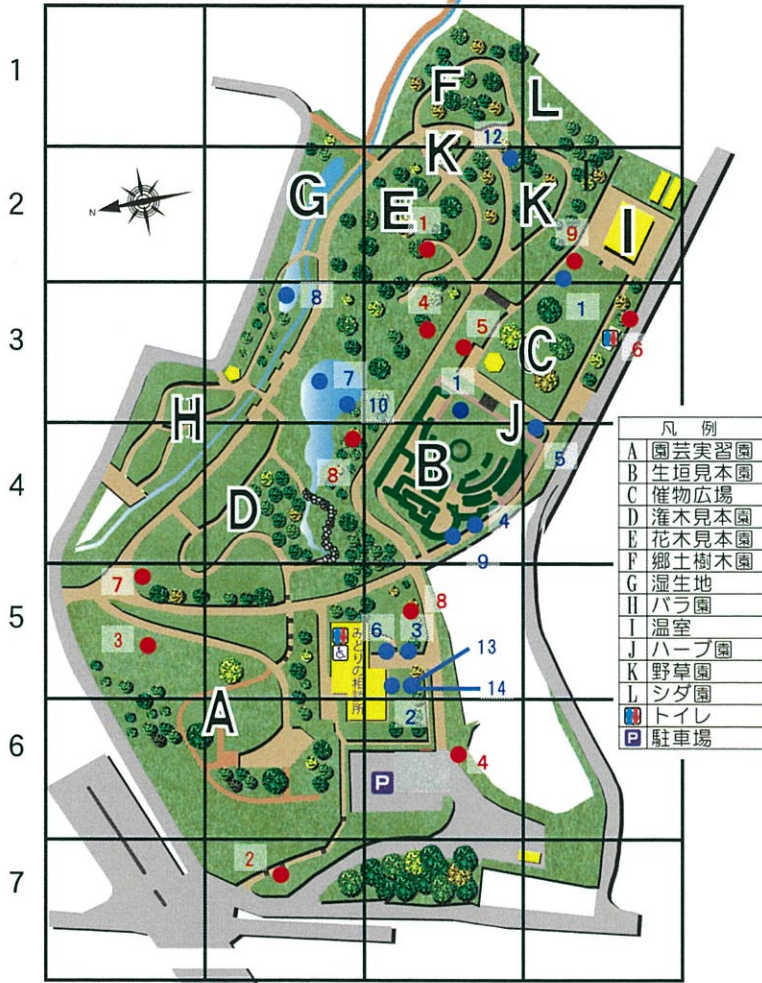 1
F
L
K
12
2
G
E
K
I
N
1
9
3
8
4
5
C
1
6
7
10
1
H
J
4
8
D
B
5
4
9
7
5
3
みどりの相談所
6
3
8
13
14
A
2
6
P
4
7
2
凡例
A 園芸実習園
B 生垣見本園
C 催物広場
D 潅木見本園
E 花木見本園
F 郷土樹木園
G 湿生地
H バラ園
I 温室
J ハーブ園
K 野草園
L シダ園
トイレ
P 駐車場